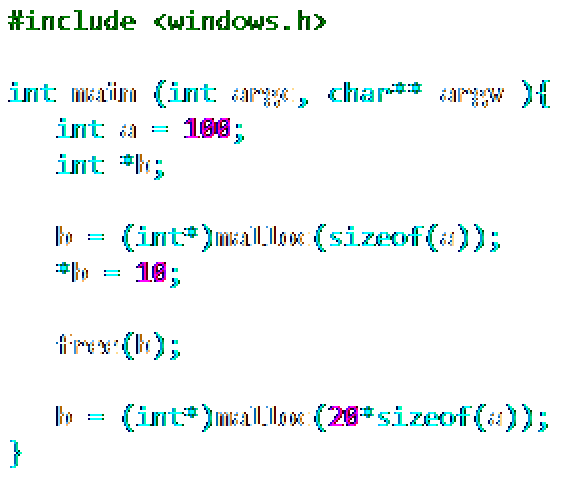 #include <windows.h>
int main (int argc, char** argv ){
int a = 100;
int *b;
b = (int*)malloc(sizeof(a));
*b = 10;
free(b);
b = (int*)malloc(20*sizeof(a));
}